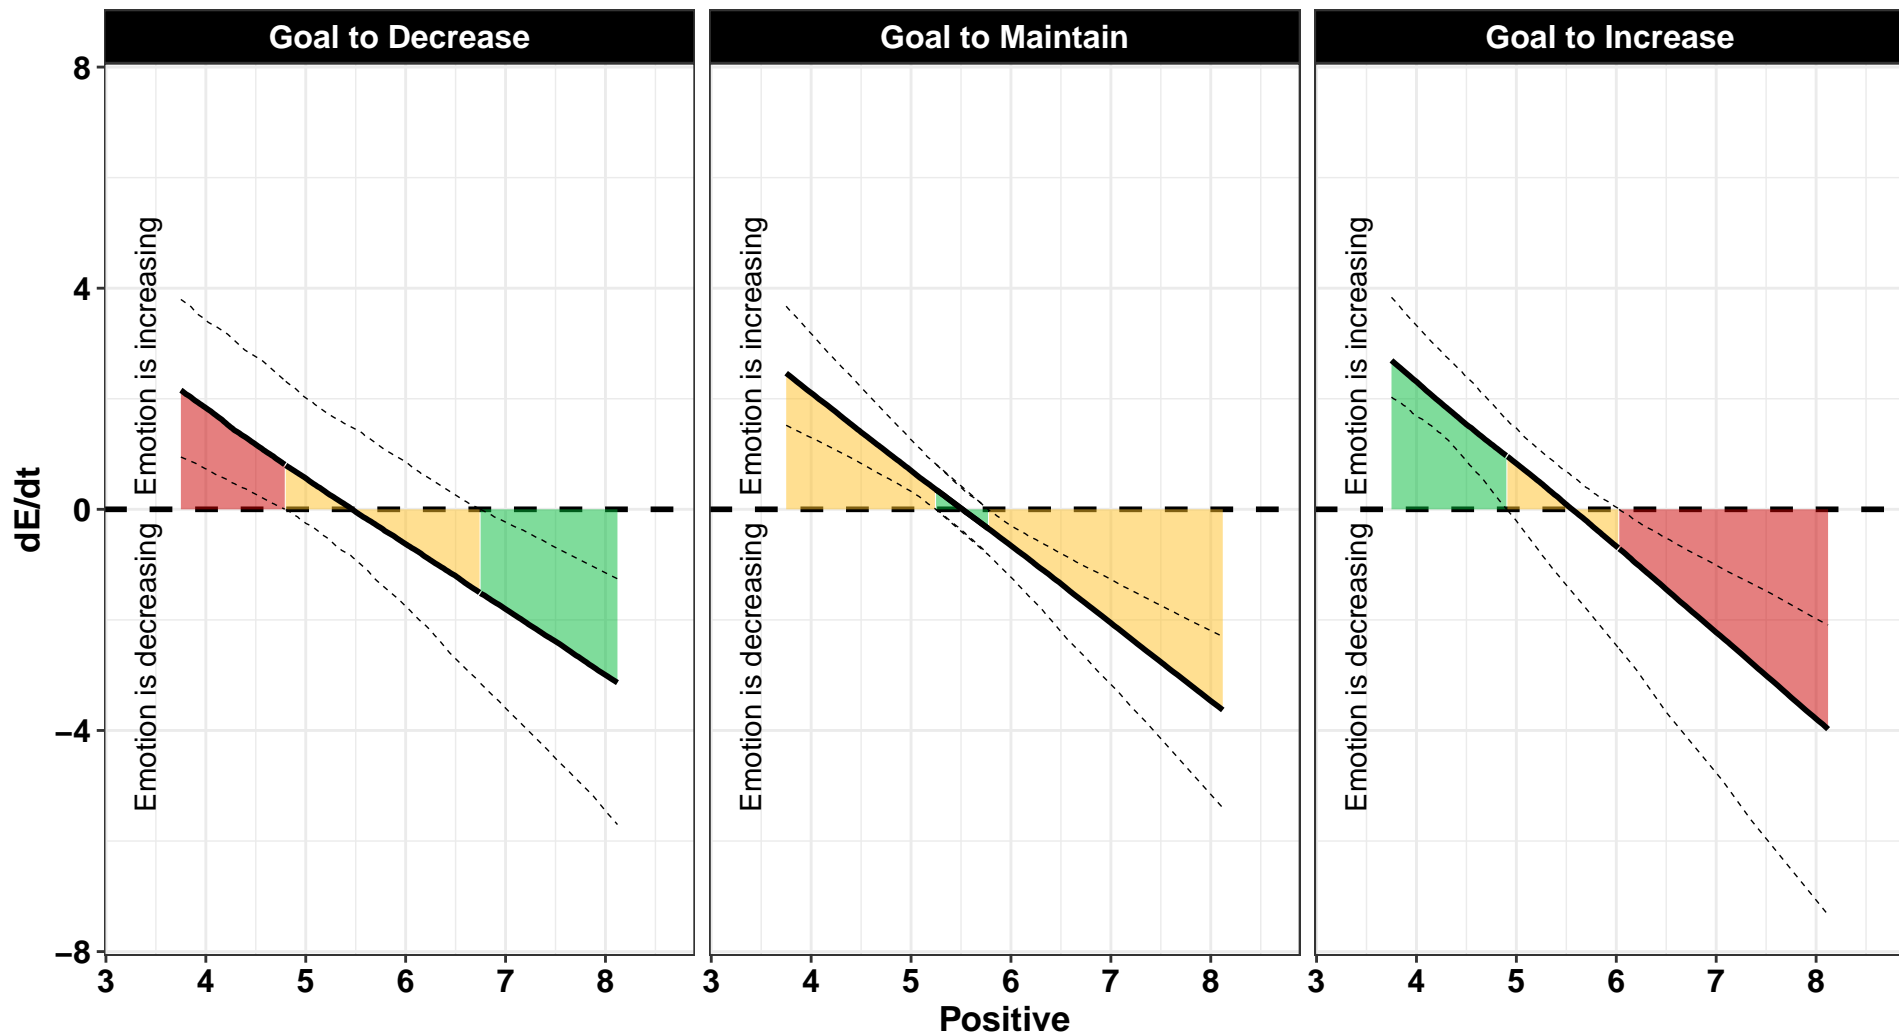 Goal to Decrease
Goal to Maintain
Goal to Increase
8
4
0
−4
−8
dE/dt
Emotion is increasing
Emotion is decreasing
Emotion is increasing
Emotion is decreasing
Emotion is increasing
Emotion is decreasing
3 4 5 6 7 8
3 4 5 6 7 8
3 4 5 6 7 8
Positive